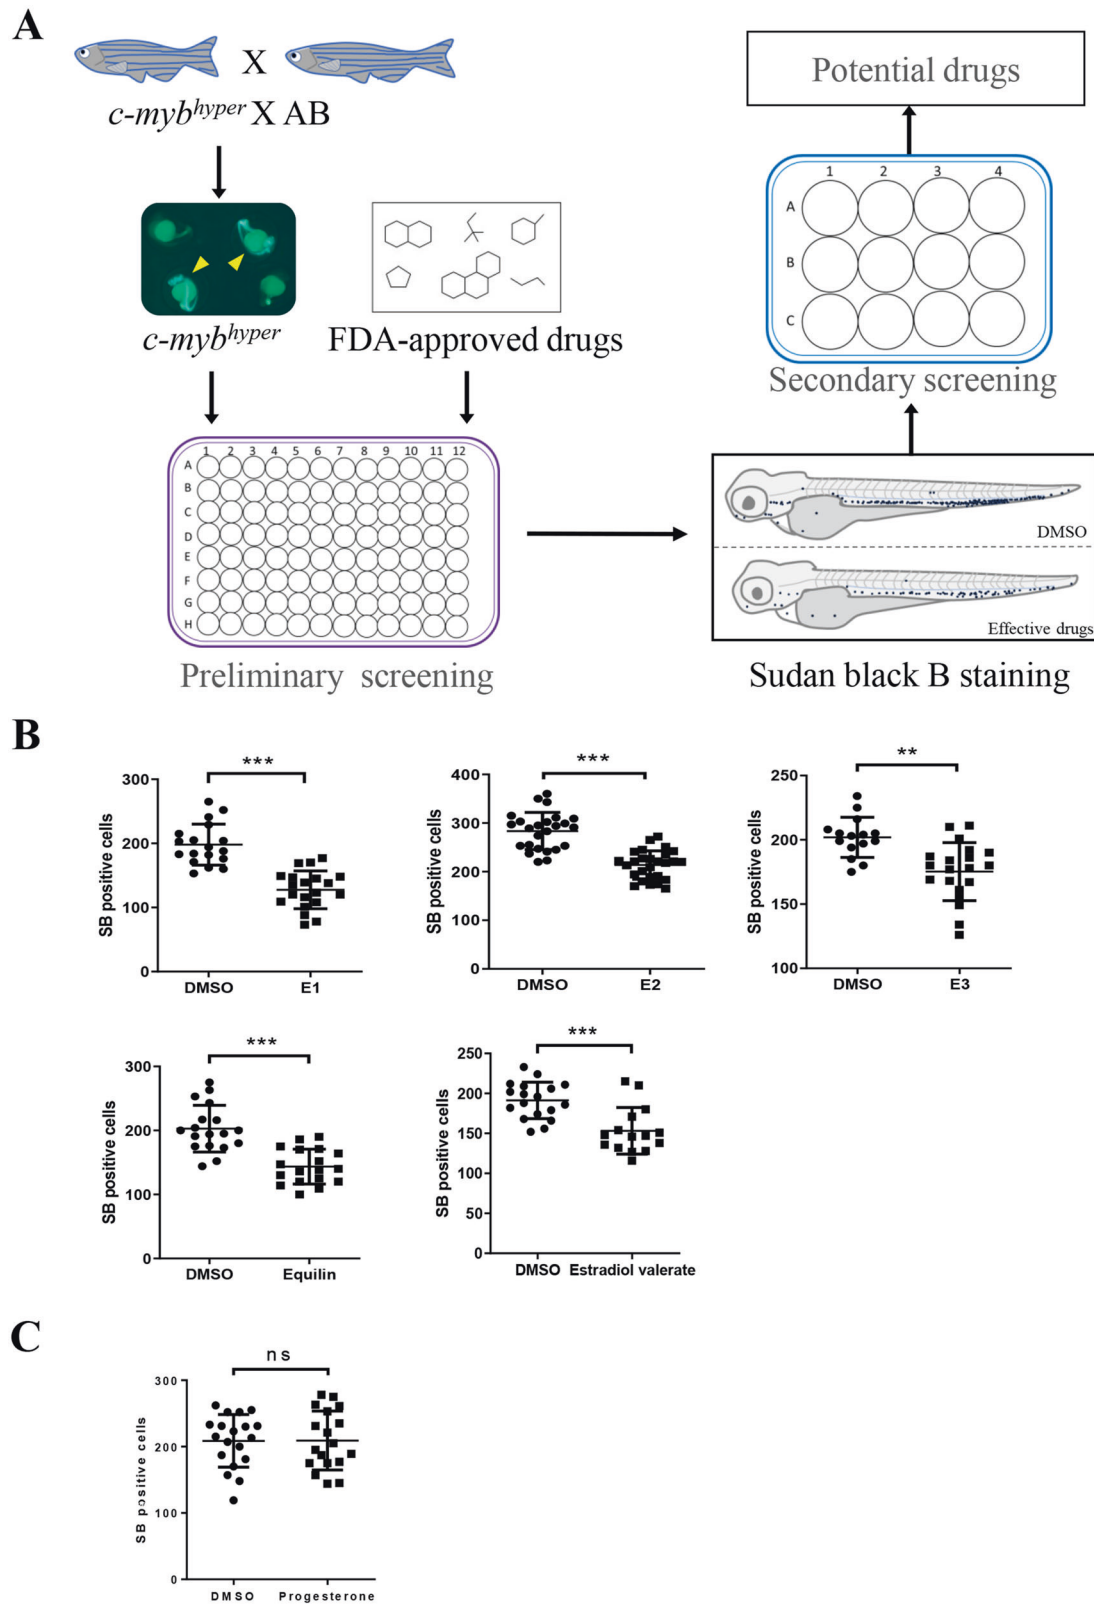 A
X
c-myb^hyper X AB
c-myb^hyper
FDA-approved drugs
1 2 3 4 5 6 7 8 9 10 11 12
A
B
C
D
E
F
G
H
Preliminary screening
DMSO
Effective drugs
Sudan black B staining
1 2 3 4
A
B
C
Secondary screening
Potential drugs
B
***
SB positive cells
300
200
100
0
DMSO E1
***
SB positive cells
400
300
200
100
0
DMSO E2
**
SB positive cells
250
200
150
100
DMSO E3
***
SB positive cells
300
200
100
0
DMSO Equilin
***
SB positive cells
250
200
150
100
50
0
DMSO Estradiol valerate
C
ns
SB positive cells
300
200
100
0
DMSO Progesterone